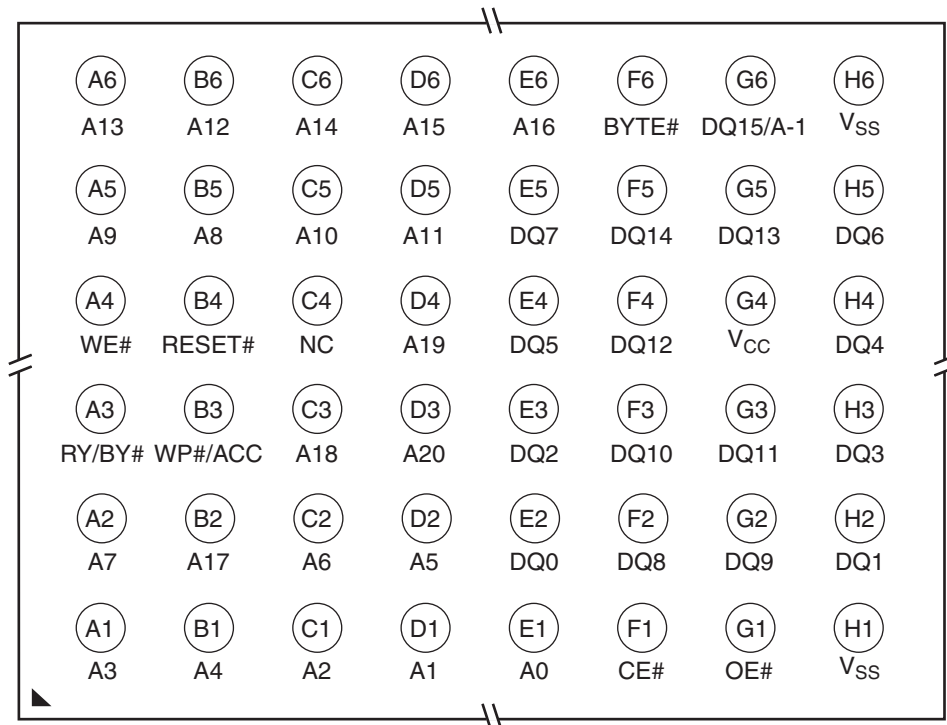 A6 B6 C6 D6 E6 F6 G6 H6
A13 A12 A14 A15 A16 BYTE# DQ15/A-1 VSS
A5 B5 C5 D5 E5 F5 G5 H5
A9 A8 A10 A11 DQ7 DQ14 DQ13 DQ6
A4 B4 C4 D4 E4 F4 G4 H4
WE# RESET# NC A19 DQ5 DQ12 VCC DQ4
A3 B3 C3 D3 E3 F3 G3 H3
RY/BY# WP#/ACC A18 A20 DQ2 DQ10 DQ11 DQ3
A2 B2 C2 D2 E2 F2 G2 H2
A7 A17 A6 A5 DQ0 DQ8 DQ9 DQ1
A1 B1 C1 D1 E1 F1 G1 H1
A3 A4 A2 A1 A0 CE# OE# VSS